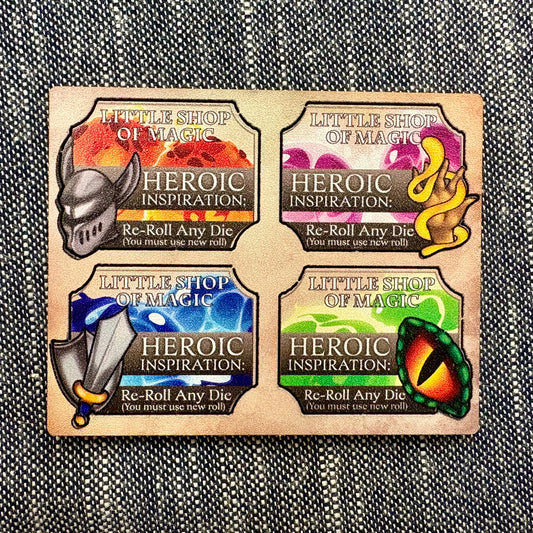 LITTLE SHOP
OF MAGIC
HEROIC
INSPIRATION:
Re-Roll Any Die
(You must use new roll)
LITTLE SHOP
OF MAGIC
HEROIC
INSPIRATION:
Re-Roll Any Die
(You must use new roll)
LITTLE SHOP
OF MAGIC
HEROIC
INSPIRATION:
Re-Roll Any Die
(You must use new roll)
LITTLE SHOP
OF MAGIC
HEROIC
INSPIRATION:
Re-Roll Any Die
(You must use new roll)